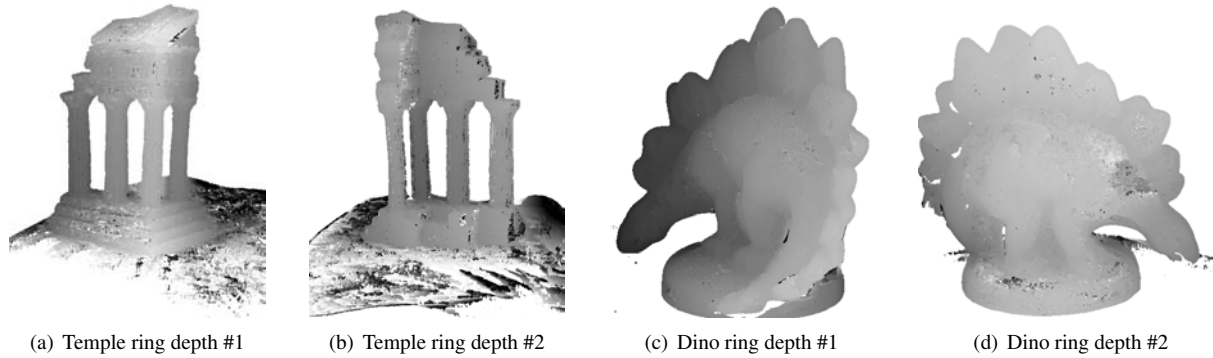 (a) Temple ring depth #1
(b) Temple ring depth #2
(c) Dino ring depth #1
(d) Dino ring depth #2